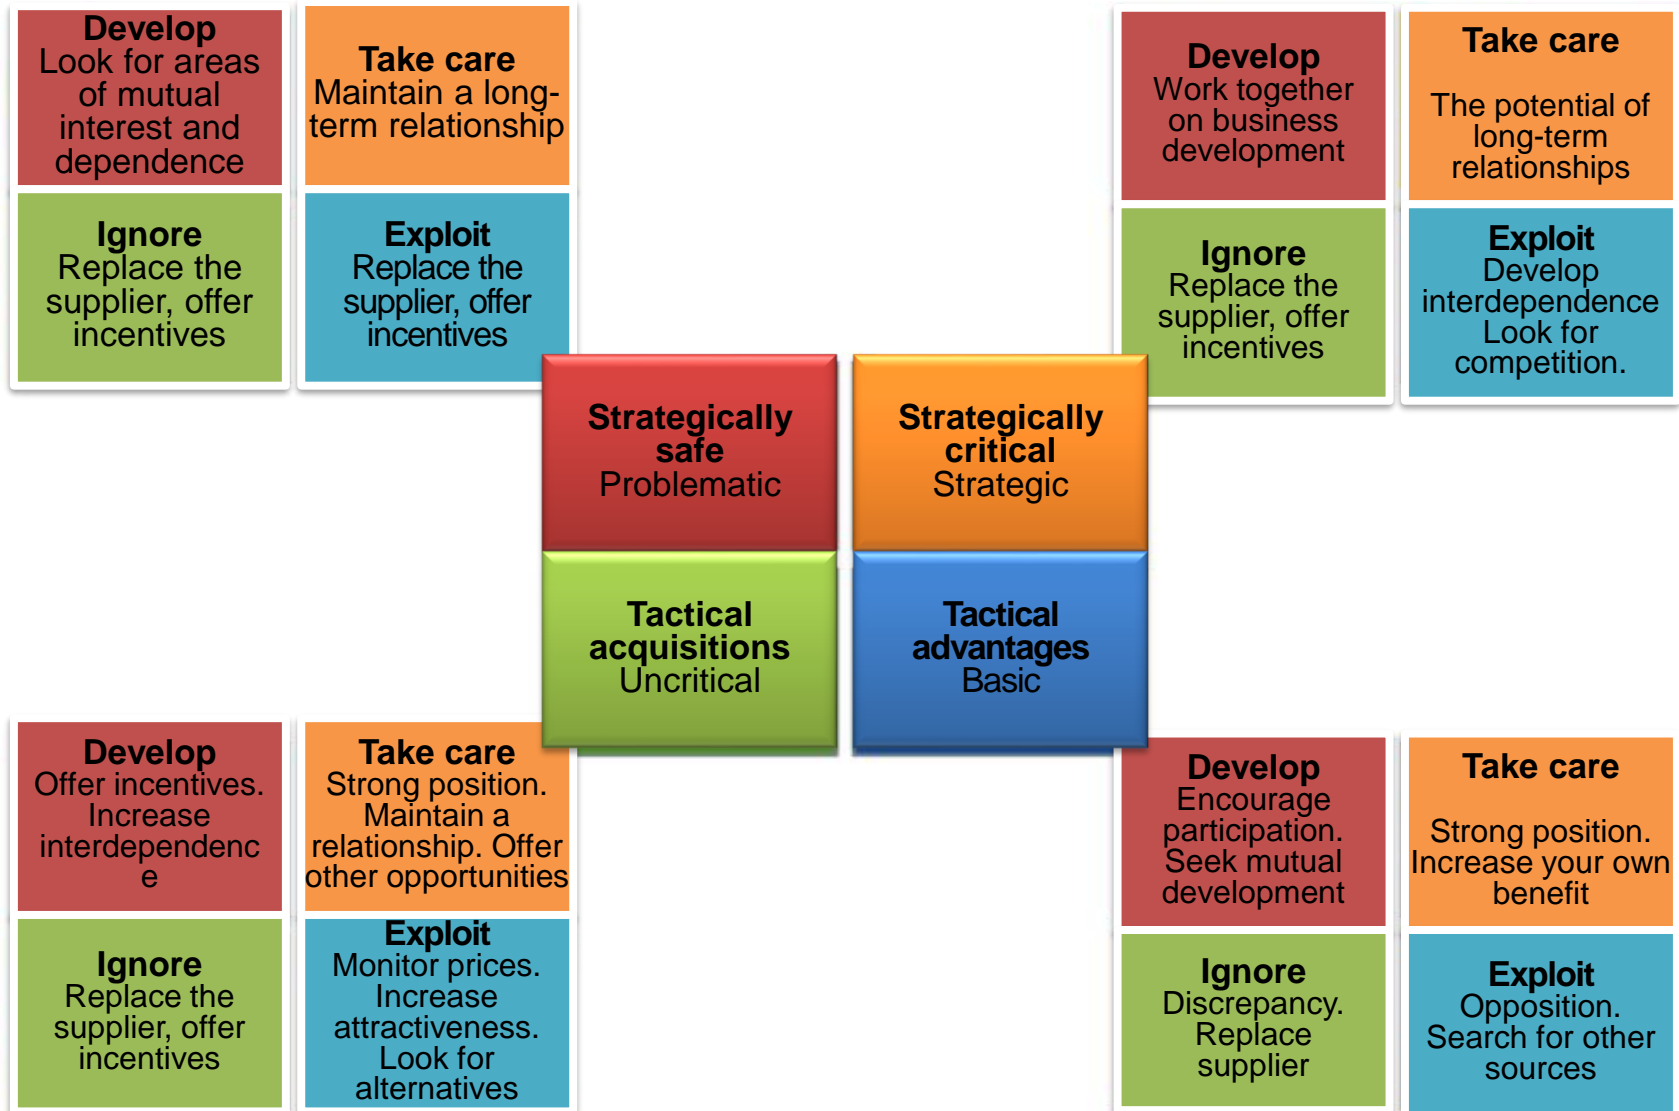 Develop
Look for areas
of mutual
interest and
dependence
Take care
Maintain a long-
term relationship
Ignore
Replace the
supplier, offer
incentives
Exploit
Replace the
supplier, offer
incentives
Develop
Work together
on business
development
Take care
The potential of
long-term
relationships
Ignore
Replace the
supplier, offer
incentives
Exploit
Develop
interdependence
Look for
competition.
Strategically
safe
Problematic
Strategically
critical
Strategic
Tactical
acquisitions
Uncritical
Tactical
advantages
Basic
Develop
Offer incentives.
Increase
interdependenc
e
Take care
Strong position.
Maintain a
relationship. Offer
other opportunities
Ignore
Replace the
supplier, offer
incentives
Exploit
Monitor prices.
Increase
attractiveness.
Look for
alternatives
Develop
Encourage
participation.
Seek mutual
development
Take care
Strong position.
Increase your own
benefit
Ignore
Discrepancy.
Replace
supplier
Exploit
Opposition.
Search for other
sources